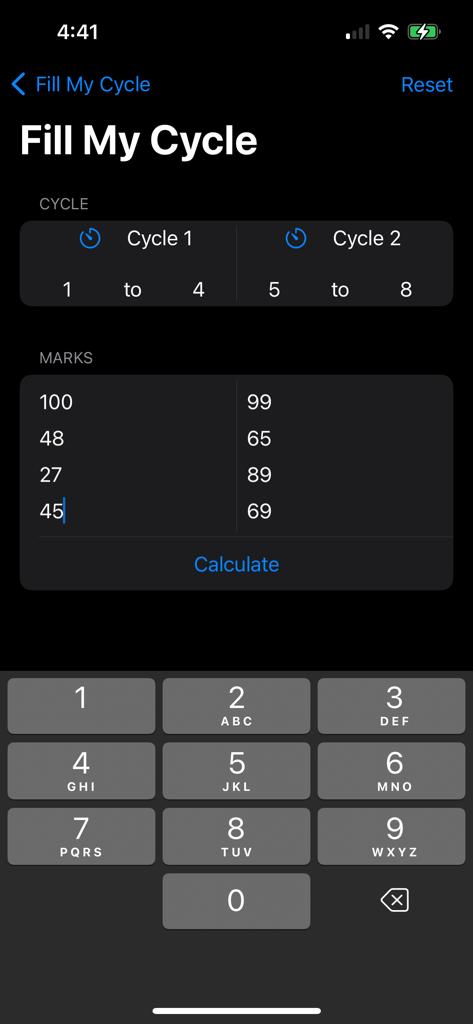 4:41
Fill My Cycle Reset
Fill My Cycle
CYCLE
Cycle 1 Cycle 2
1 to 4 5 to 8
MARKS
100 99
48 65
27 89
45 69
Calculate
1 2 3
ABC DEF
4 5 6
GHI JKL MNO
7 8 9
PQRS TUV WXYZ
0